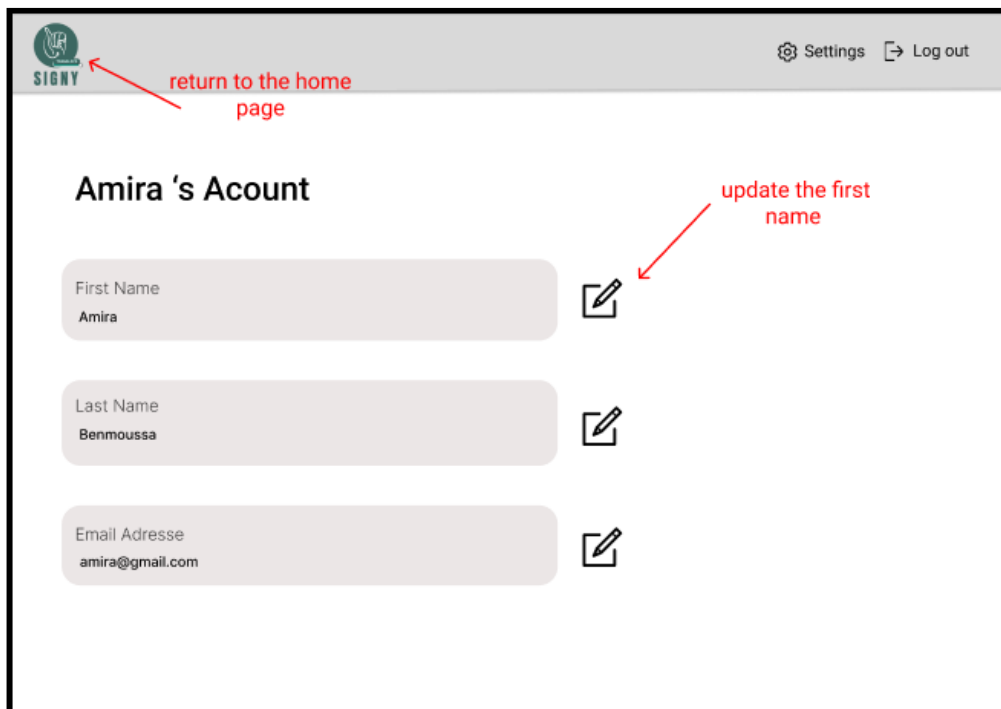 SIGNY
return to the home
page
Settings
Log out
Amira ‘s Acount
update the first
name
First Name
Amira
Last Name
Benmoussa
Email Adresse
amira@gmail.com